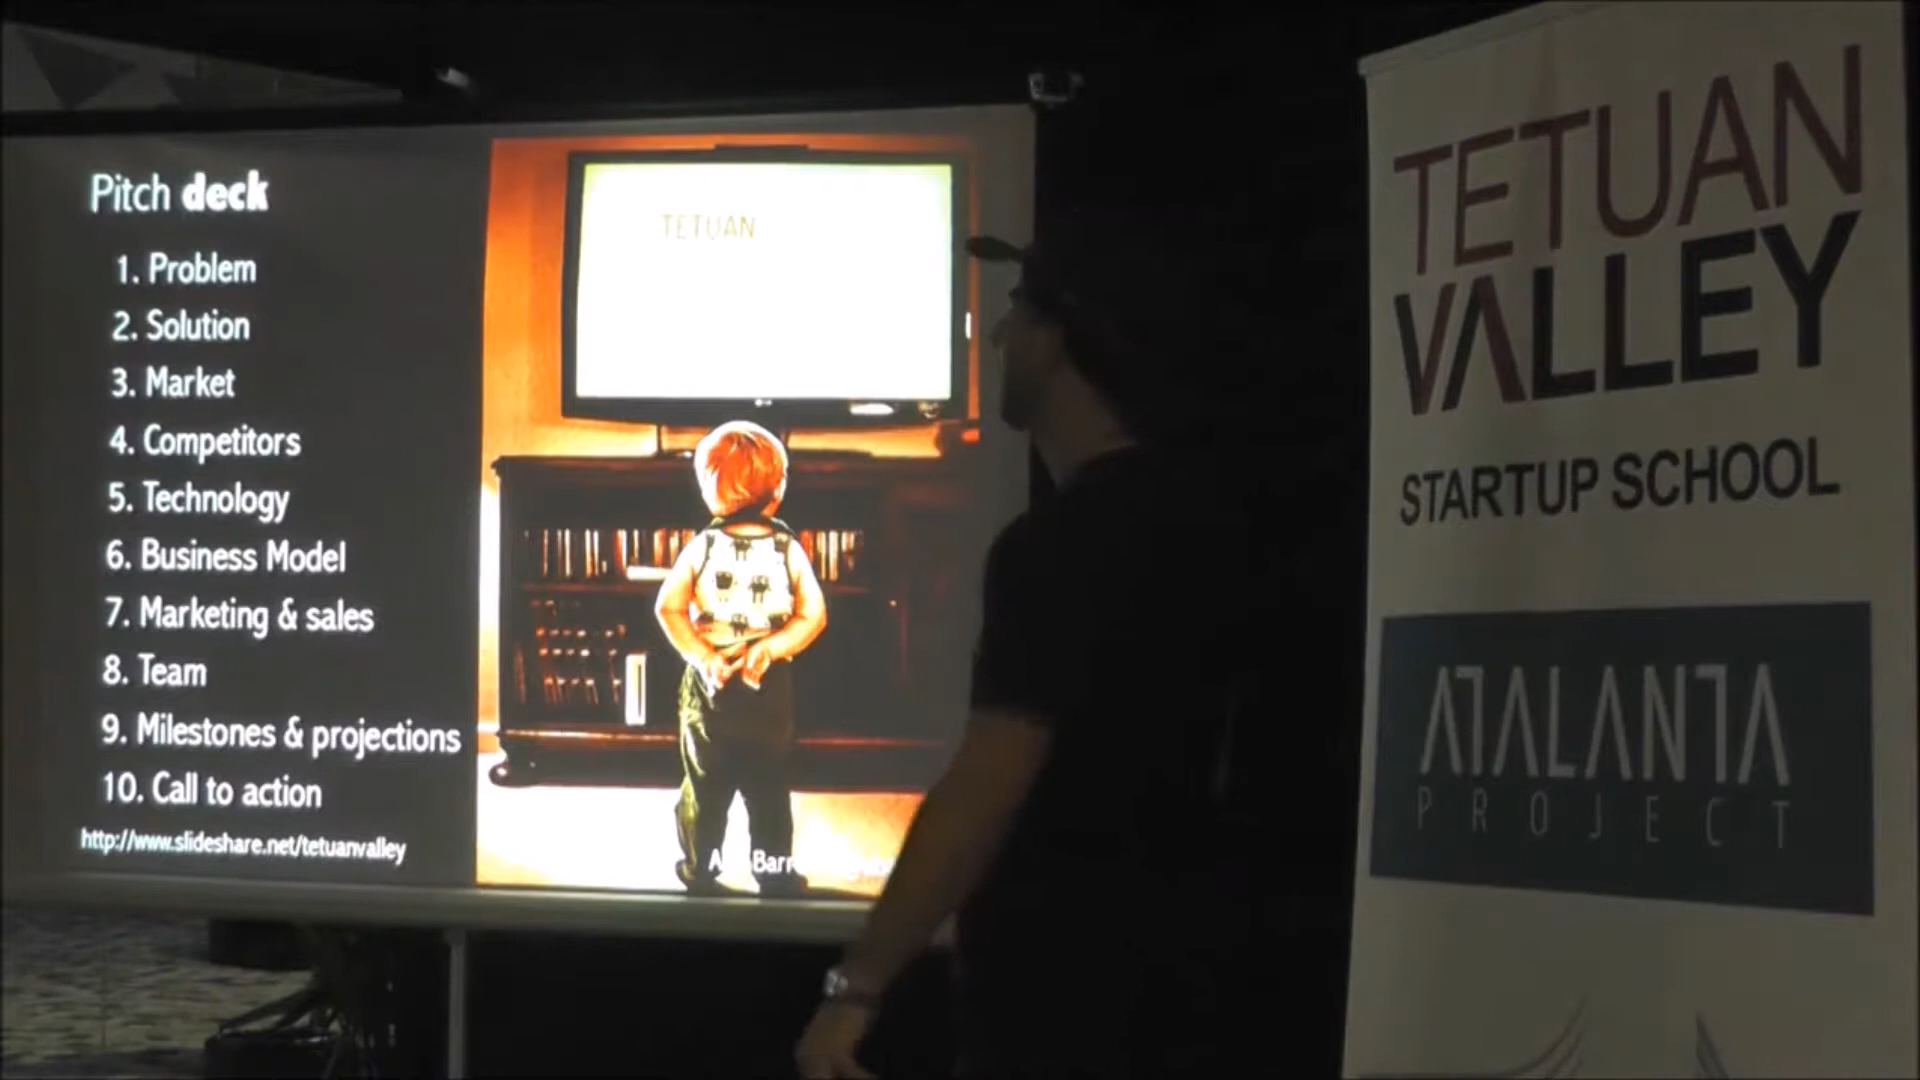 Pitch deck
1. Problem
2. Solution
3. Market
4. Competitors
5. Technology
6. Business Model
7. Marketing & sales
8. Team
9. Milestones & projections
10. Call to action
http://www.slideshare.net/tetuanvalley
TETUAN
TETUAN
VALLEY
STARTUP SCHOOL
ATALANTA
PROJECT